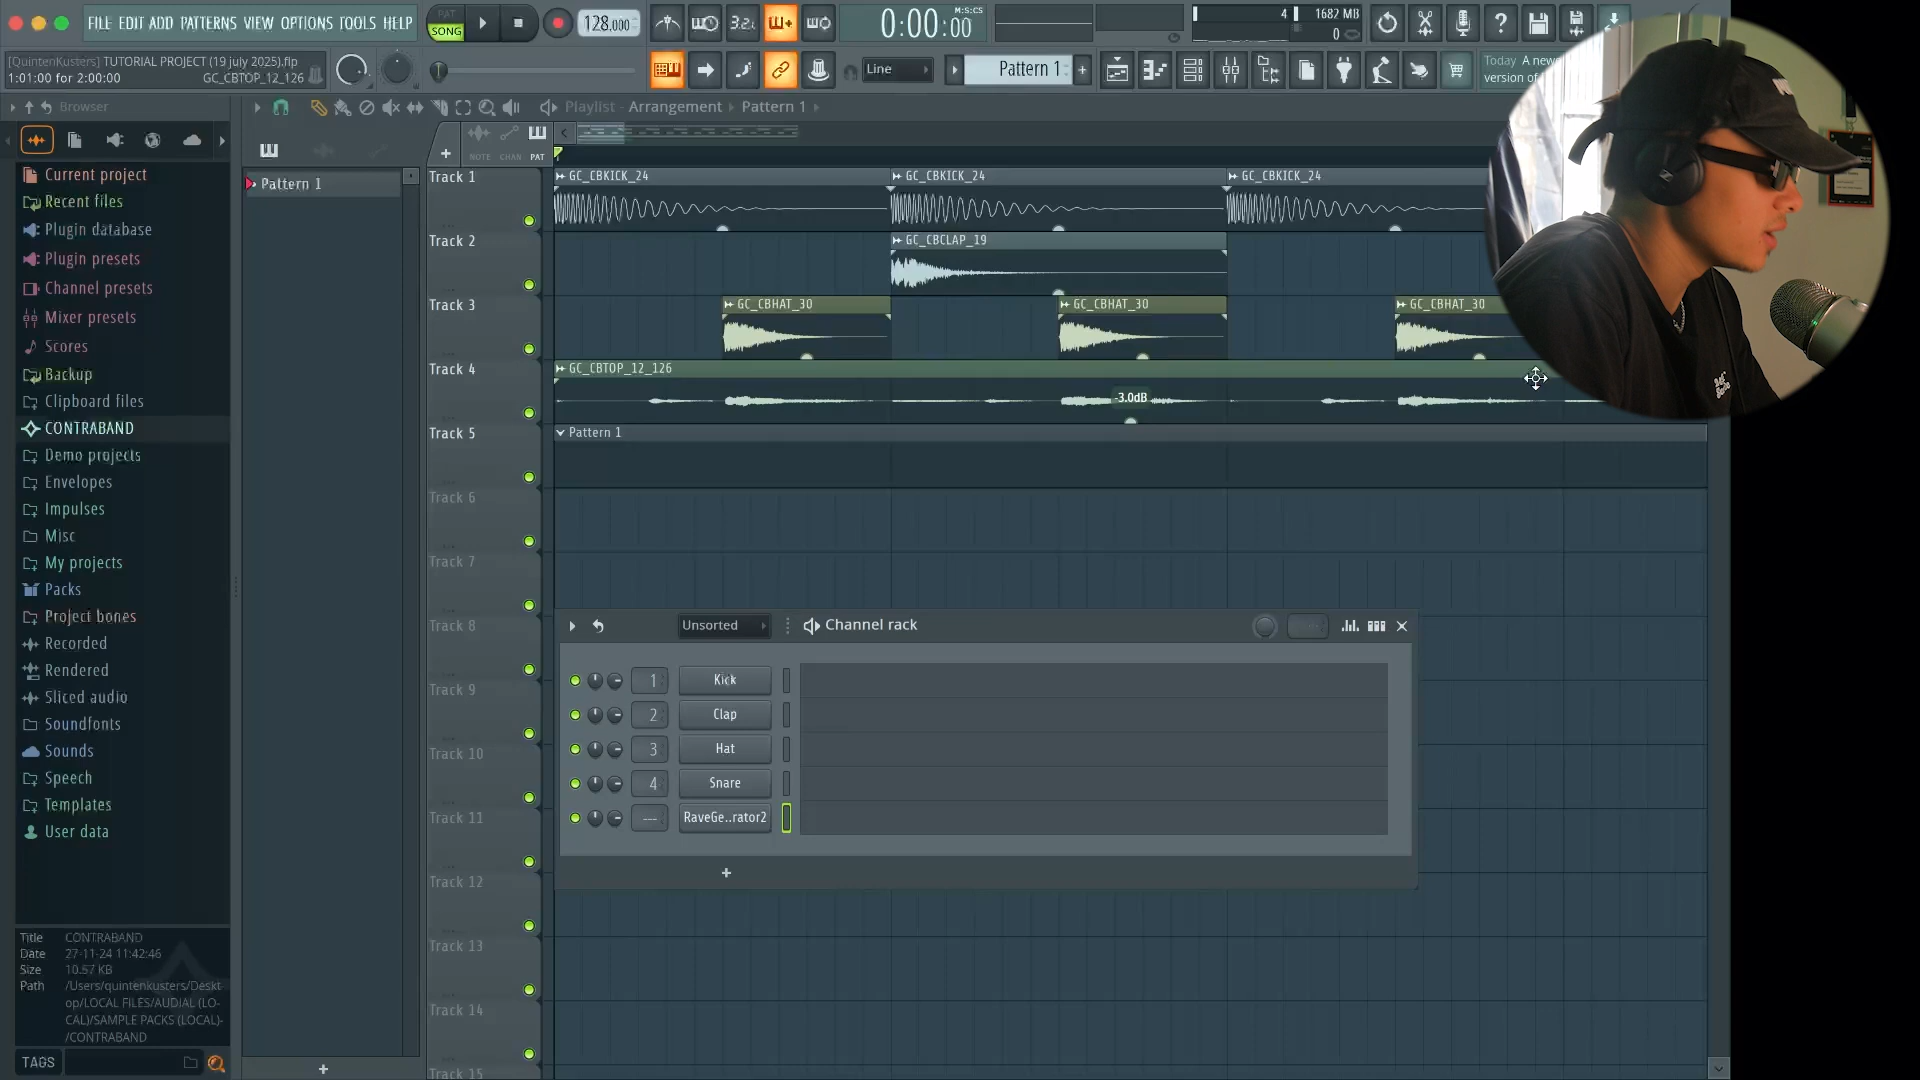 FILE EDIT ADD PATTERNS VIEW OPTIONS TOOLS HELP
PAT
SONG
128.000
3.2.
M:S:CS
0:00:00
4
1682 MB
0
[QuintenKusters] TUTORIAL PROJECT (19 july 2025).flp
1:01:00 for 2:00:00
GC_CBTOP_12_126
Line
Pattern 1
+
Today A new
version of
Browser
Playlist - Arrangement
Pattern 1
Current project
Recent files
Plugin database
Plugin presets
Channel presets
Mixer presets
Scores
Backup
Clipboard files
CONTRABAND
Demo projects
Envelopes
Impulses
Misc
My projects
Packs
Project bones
Recorded
Rendered
Sliced audio
Soundfonts
Sounds
Speech
Templates
User data
Title CONTRABAND
Date 27-11-24 11:42:46
Size 10.57 KB
Path /Users/quintenkusters/Deskt
op/LOCAL FILES/AUDIAL (LO-
CAL)/SAMPLE PACKS (LOCAL)-
/CONTRABAND
TAGS
Pattern 1
+
+
NOTE CHAN PAT
Track 1
GC_CBKICK_24
GC_CBKICK_24
GC_CBKICK_24
Track 2
GC_CBCLAP_19
Track 3
GC_CBHAT_30
GC_CBHAT_30
GC_CBHAT_30
Track 4
GC_CBTOP_12_126
-3.0dB
Track 5
Pattern 1
Track 6
Track 7
Track 8
Track 9
Track 10
Track 11
Track 12
Track 13
Track 14
Track 15
Unsorted
Channel rack
1 Kick
2 Clap
3 Hat
4 Snare
--- RaveGe..rator2
+